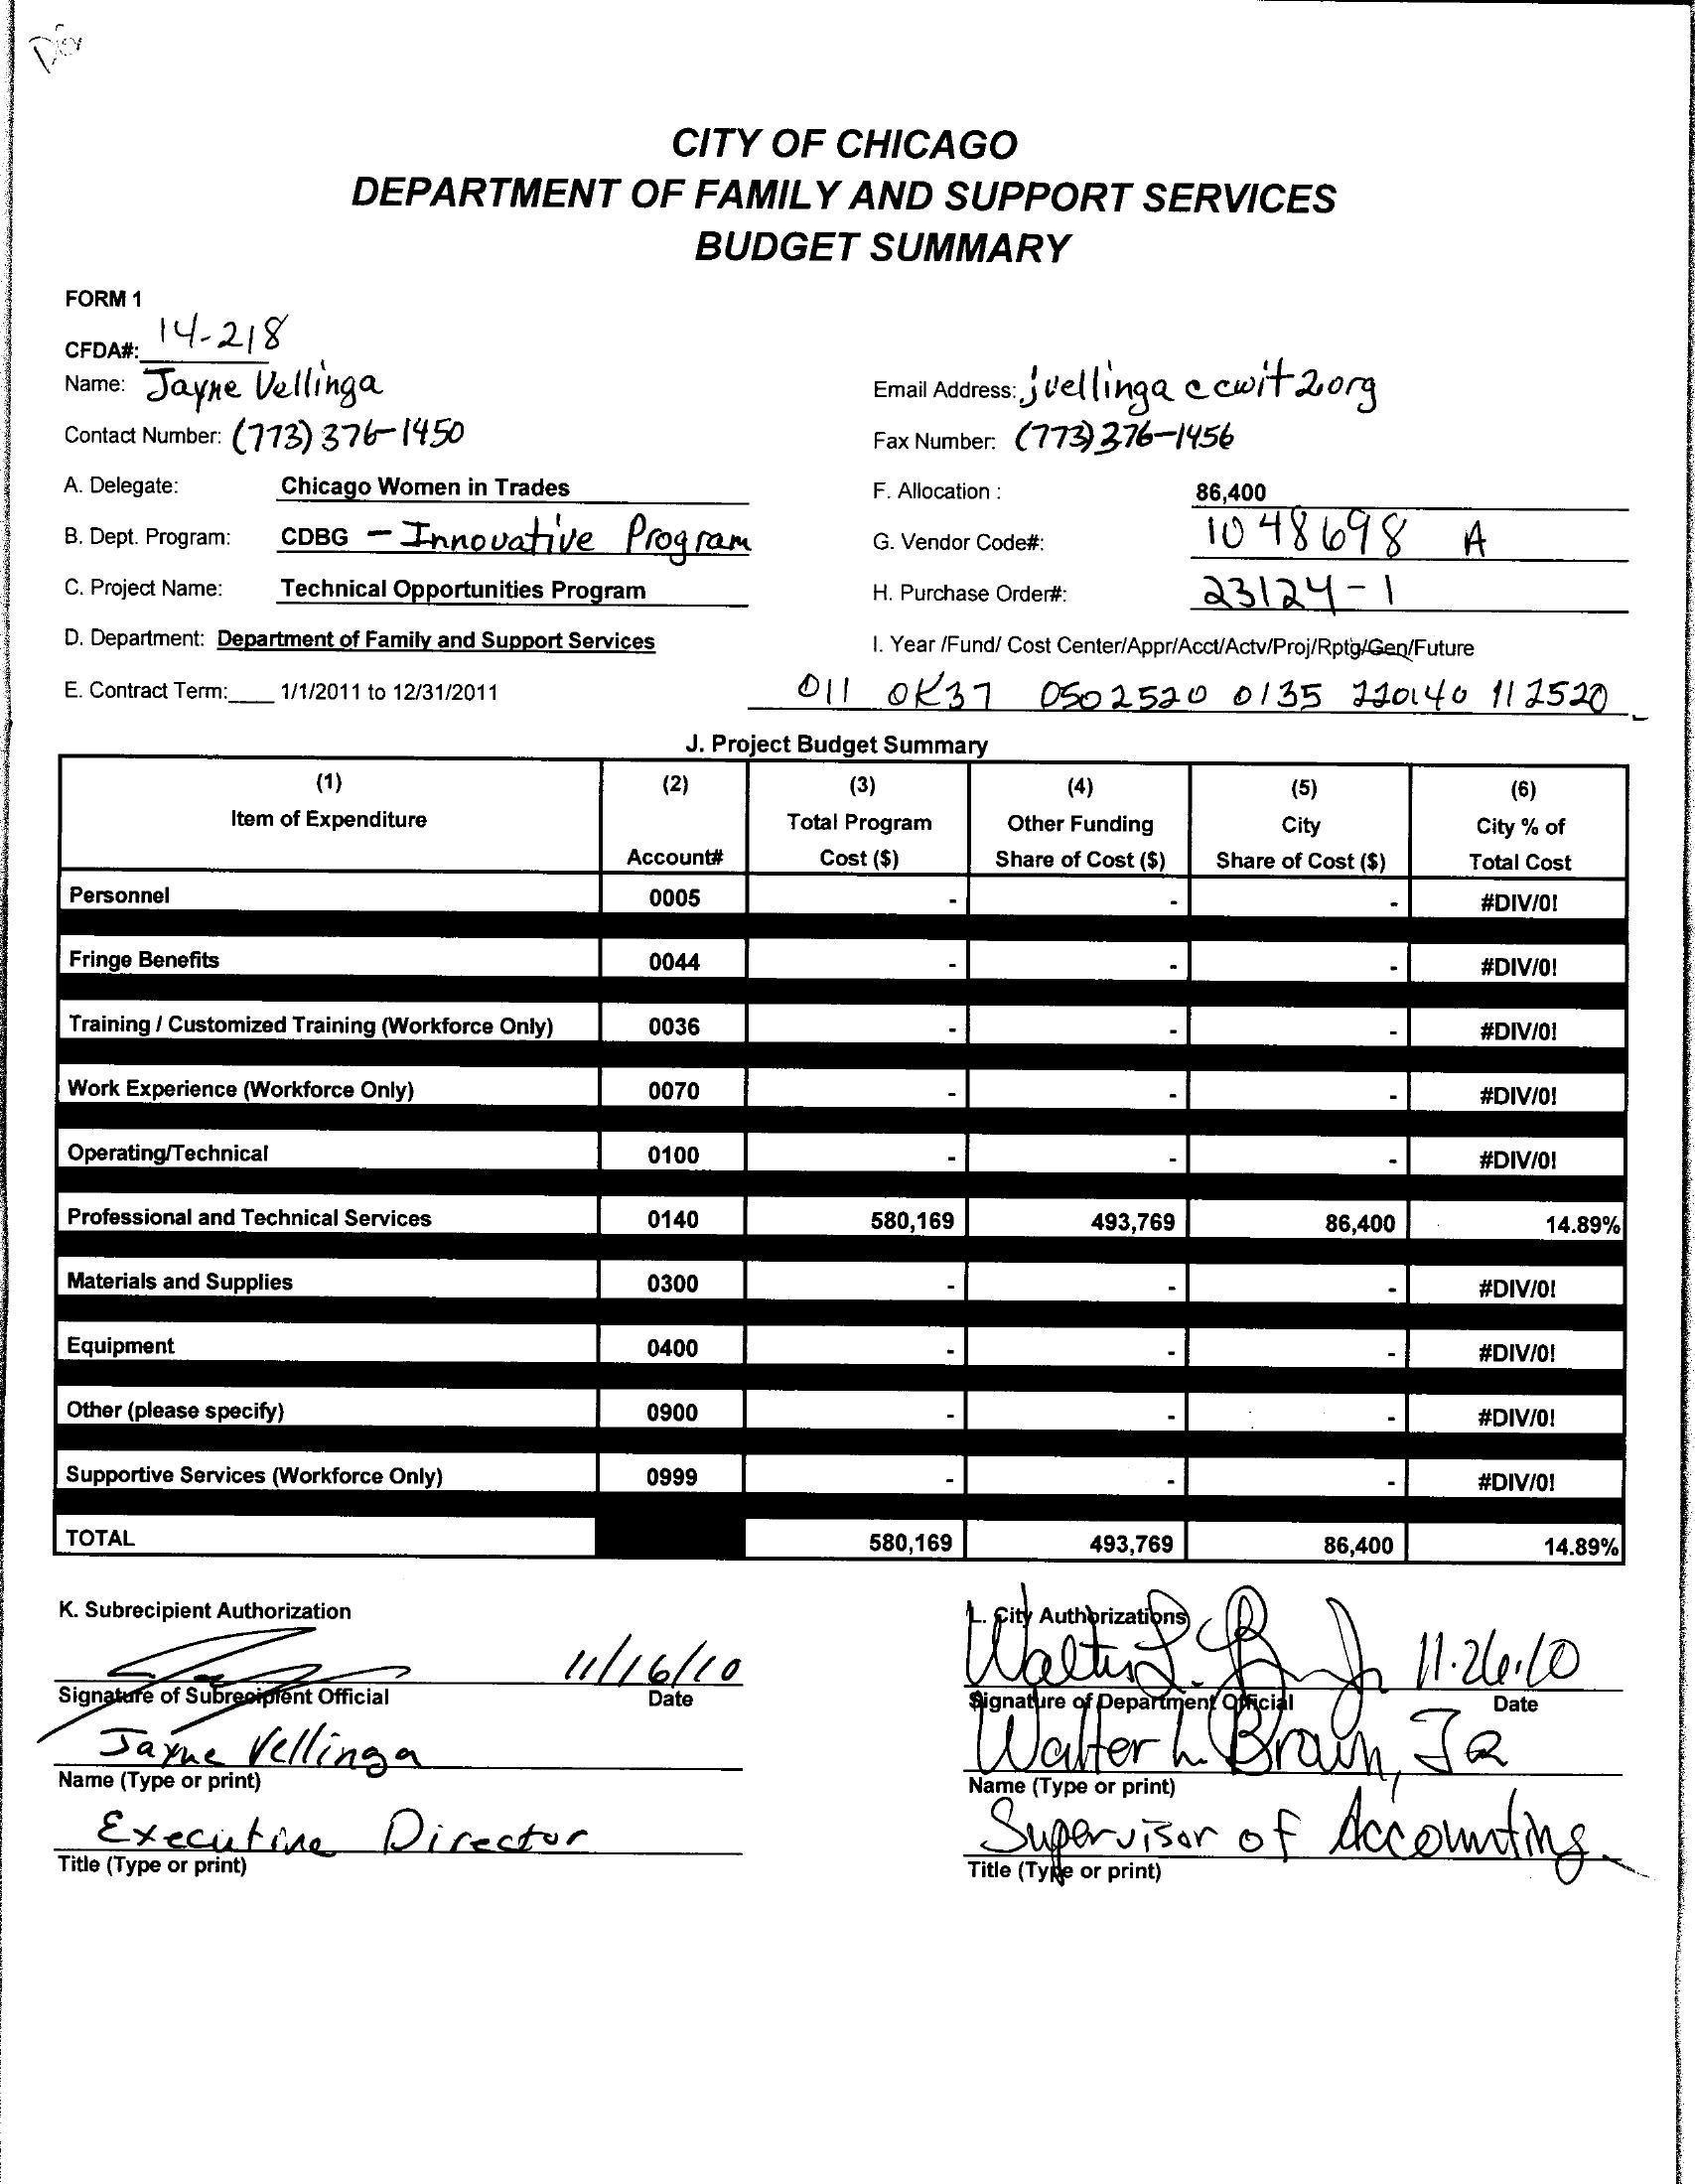 CITY OF CHICAGO
DEPARTMENT OF FAMILY AND SUPPORT SERVICES
BUDGET SUMMARY
FORM 1
CFDA#: 14-218
Name: Jayne Vellinga Email Address: jvellinga@cwit2.org
Contact Number: (773) 376-1450 Fax Number: (773) 376-1456
A. Delegate: Chicago Women in Trades F. Allocation : 86,400
B. Dept. Program: CDBG - Innovative Program G. Vendor Code#: 1048698 A
C. Project Name: Technical Opportunities Program H. Purchase Order#: 23124-1
D. Department: Department of Family and Support Services I. Year /Fund/ Cost Center/Appr/Acct/Actv/Proj/Rptg/Gen/Future
E. Contract Term: 1/1/2011 to 12/31/2011 011 0K37 0502520 0135 220140 112520
J. Project Budget Summary
(1) (2) (3) (4) (5) (6)
Item of Expenditure Total Program Other Funding City City % of
Account# Cost ($) Share of Cost ($) Share of Cost ($) Total Cost
Personnel 0005 - - - #DIV/0!
Fringe Benefits 0044 - - - #DIV/0!
Training / Customized Training (Workforce Only) 0036 - - - #DIV/0!
Work Experience (Workforce Only) 0070 - - - #DIV/0!
Operating/Technical 0100 - - - #DIV/0!
Professional and Technical Services 0140 580,169 493,769 86,400 14.89%
Materials and Supplies 0300 - - - #DIV/0!
Equipment 0400 - - - #DIV/0!
Other (please specify) 0900 - - - #DIV/0!
Supportive Services (Workforce Only) 0999 - - - #DIV/0!
TOTAL 580,169 493,769 86,400 14.89%
K. Subrecipient Authorization L. City Authorizations
11/16/10 Walter L. 11.26.10
Signature of Subrecipient Official Date Signature of Department Official Date
Jayne Vellinga Walter L. Brown, JR
Name (Type or print) Name (Type or print)
Executive Director Supervisor of Accounting
Title (Type or print) Title (Type or print)